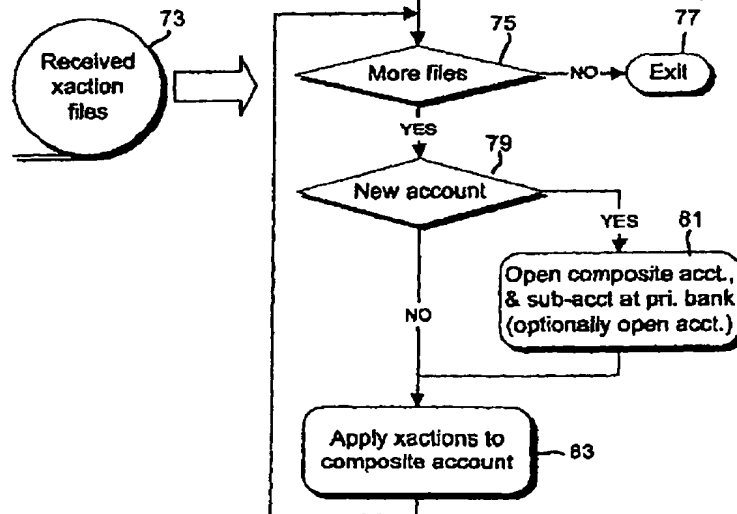 73
Received
xaction
files
75
More files
NO
77
Exit
YES
79
New account
YES
81
Open composite acct.,
& sub-acct at pri. bank
(optionally open acct.)
NO
Apply xactions to
composite account
83